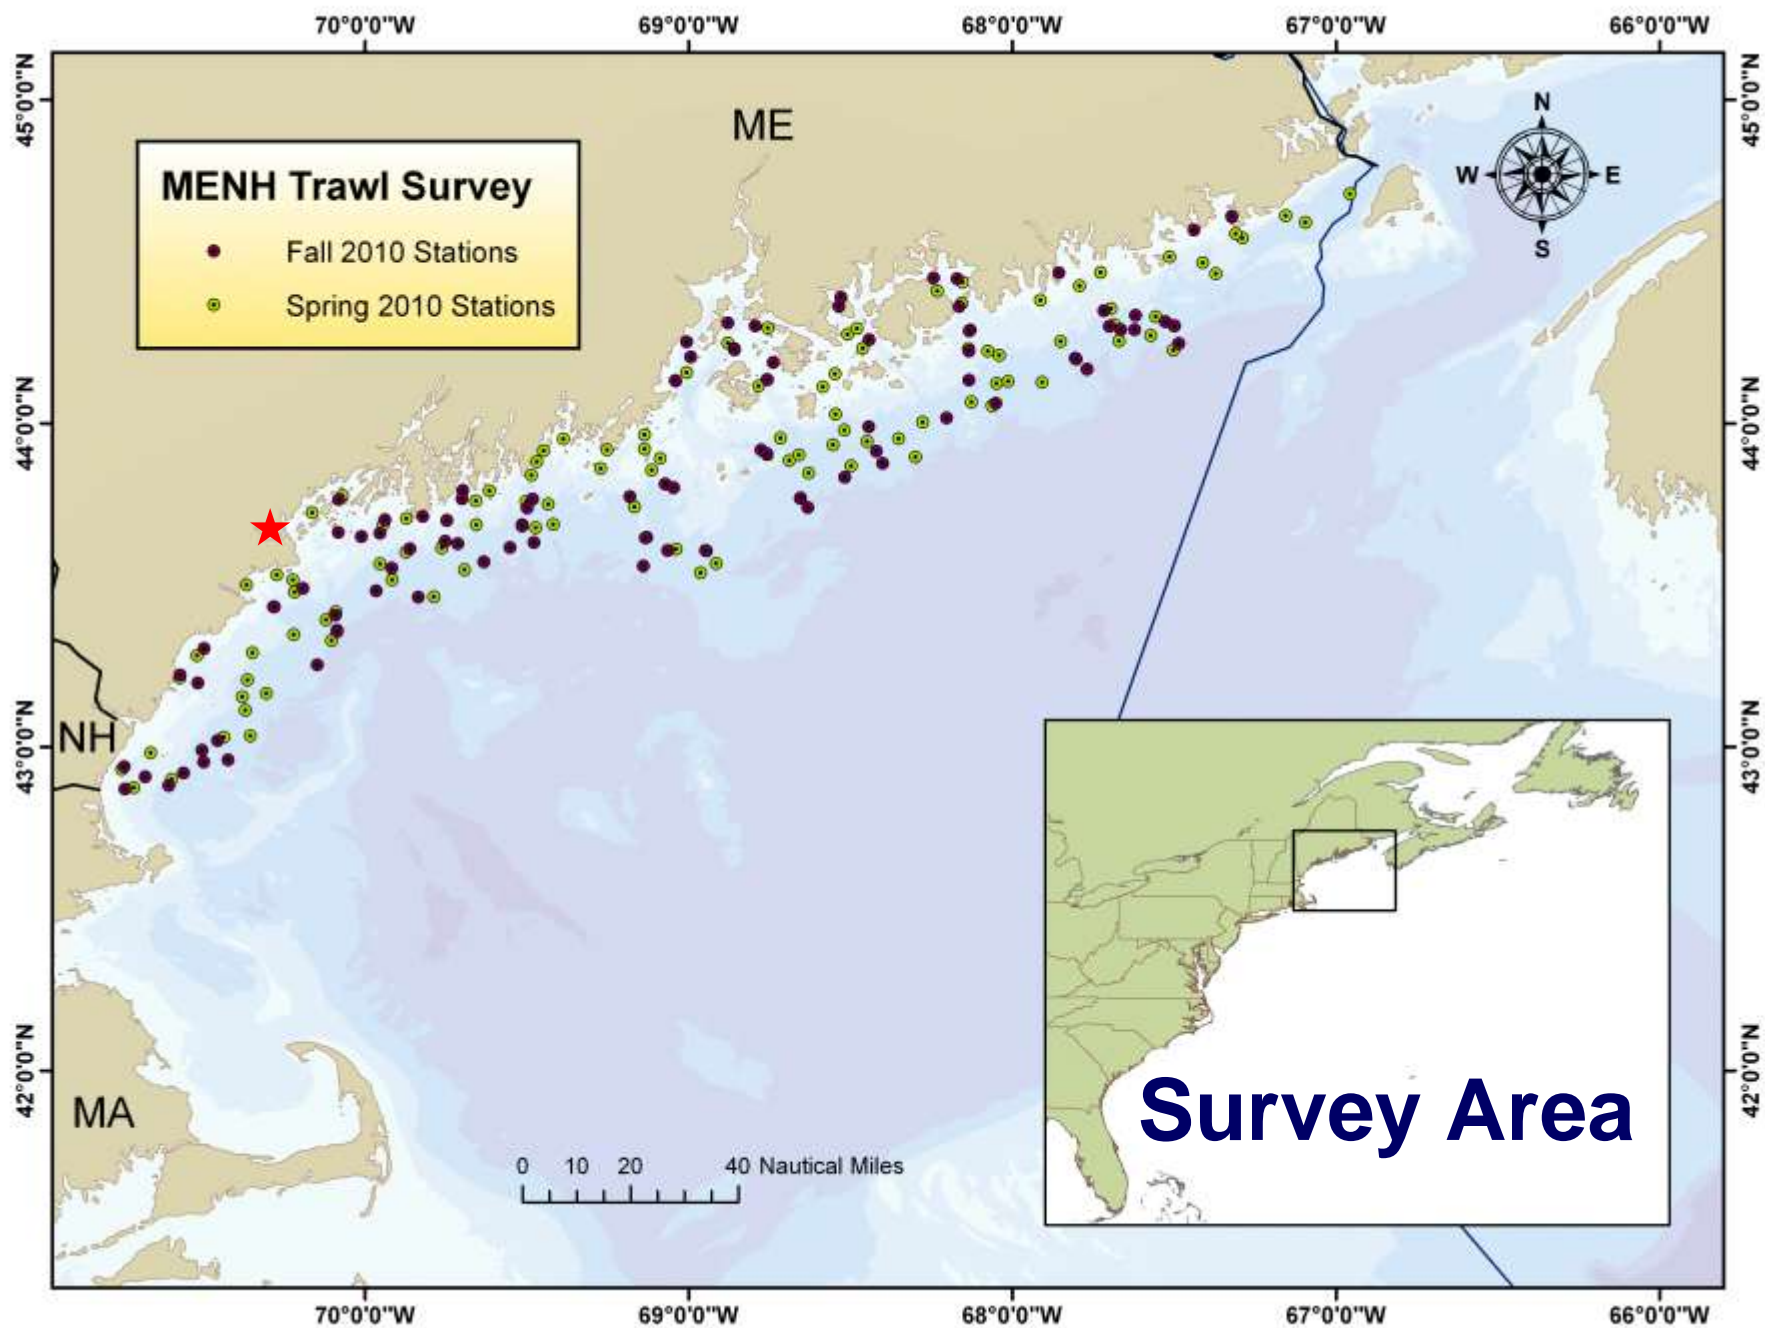 70°0'0"W 69°0'0"W 68°0'0"W 67°0'0"W 66°0'0"W
45°0'0"N 45°0'0"N
ME
N
W E
S
MENH Trawl Survey
Fall 2010 Stations
Spring 2010 Stations
44°0'0"N 44°0'0"N
NH
43°0'0"N 43°0'0"N
42°0'0"N 42°0'0"N
MA
Survey Area
0 10 20 40 Nautical Miles
70°0'0"W 69°0'0"W 68°0'0"W 67°0'0"W 66°0'0"W